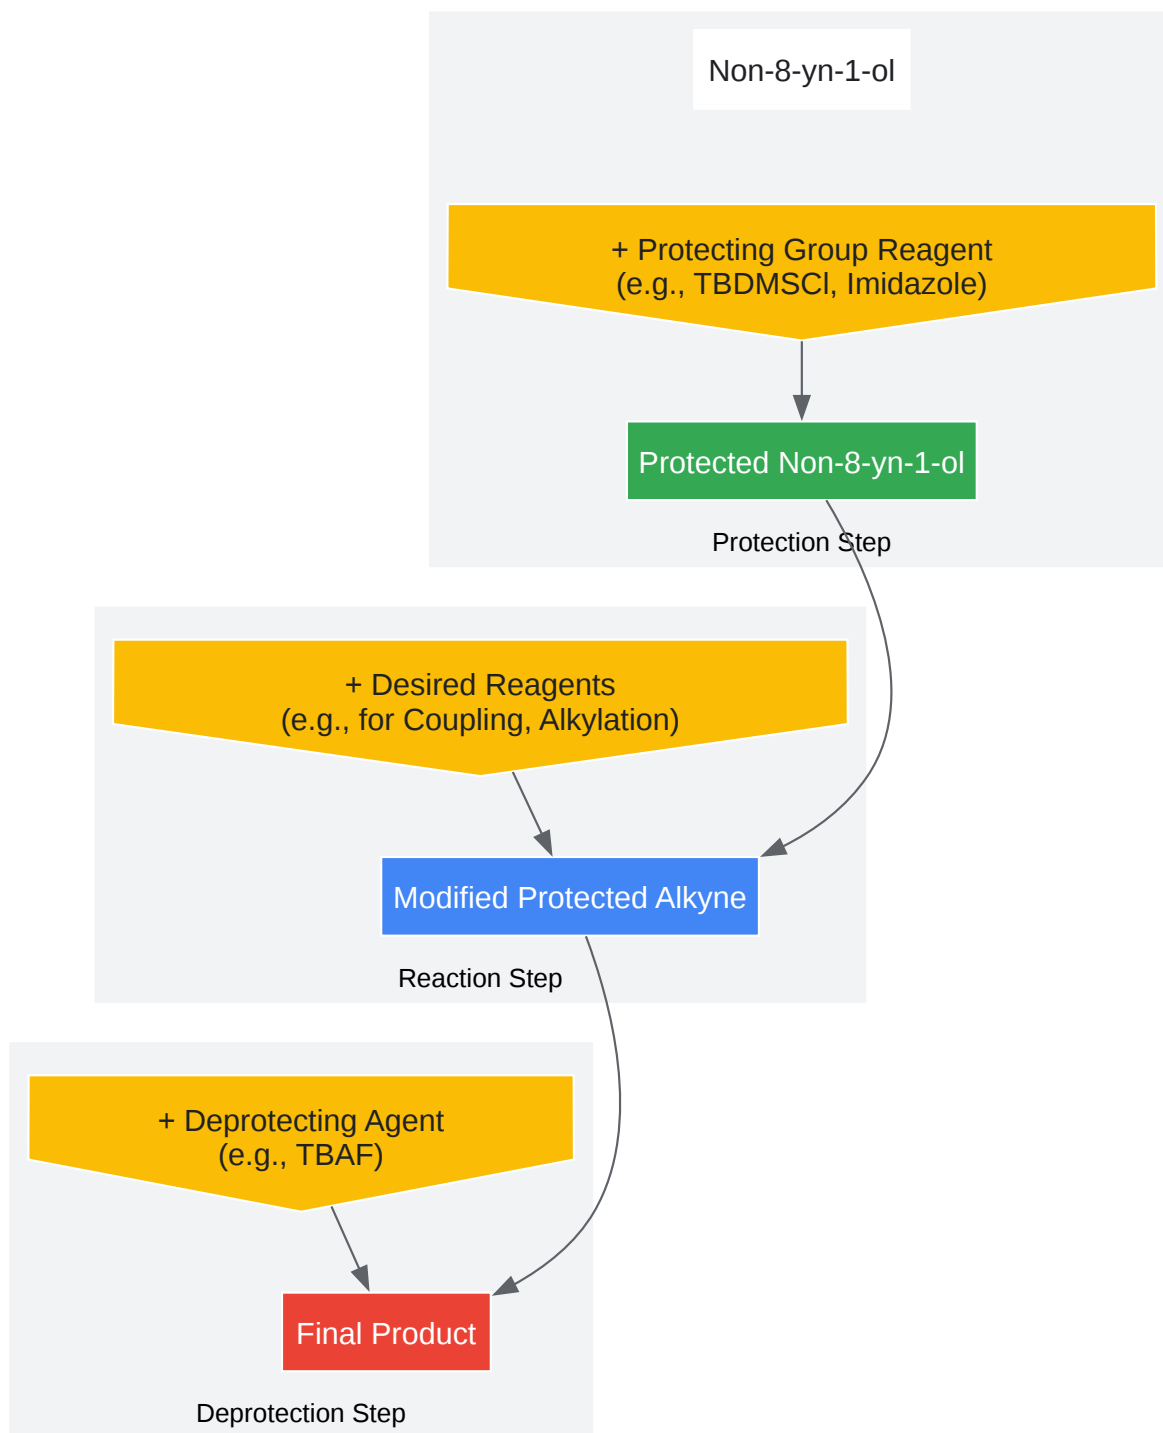 Non-8-yn-1-ol
+ Protecting Group Reagent
(e.g., TBDMSCl, Imidazole)
Protected Non-8-yn-1-ol
Protection Step
+ Desired Reagents
(e.g., for Coupling, Alkylation)
Modified Protected Alkyne
Reaction Step
+ Deprotecting Agent
(e.g., TBAF)
Final Product
Deprotection Step